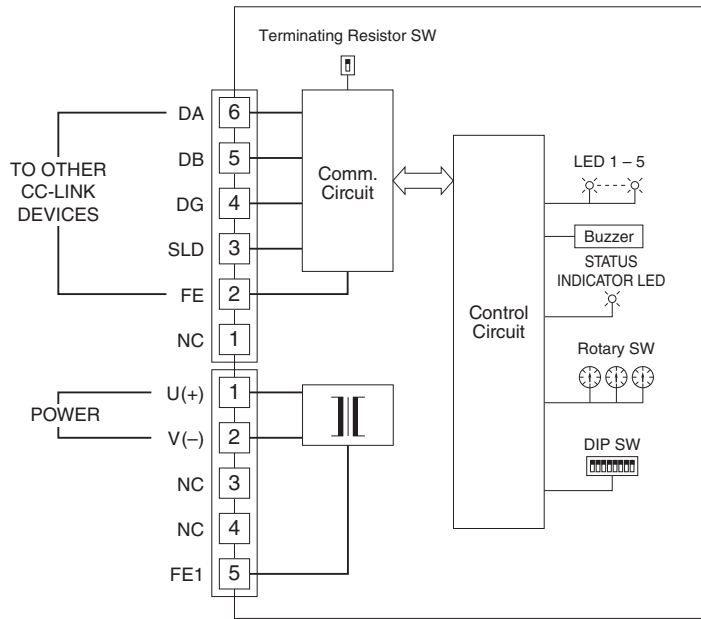 Terminating Resistor SW
DA 6
DB 5
DG 4
SLD 3
FE 2
NC 1
TO OTHER
CC-LINK
DEVICES
Comm.
Circuit
U(+) 1
V(–) 2
NC 3
NC 4
FE1 5
POWER
Control
Circuit
LED 1 – 5
Buzzer
STATUS
INDICATOR LED
Rotary SW
DIP SW